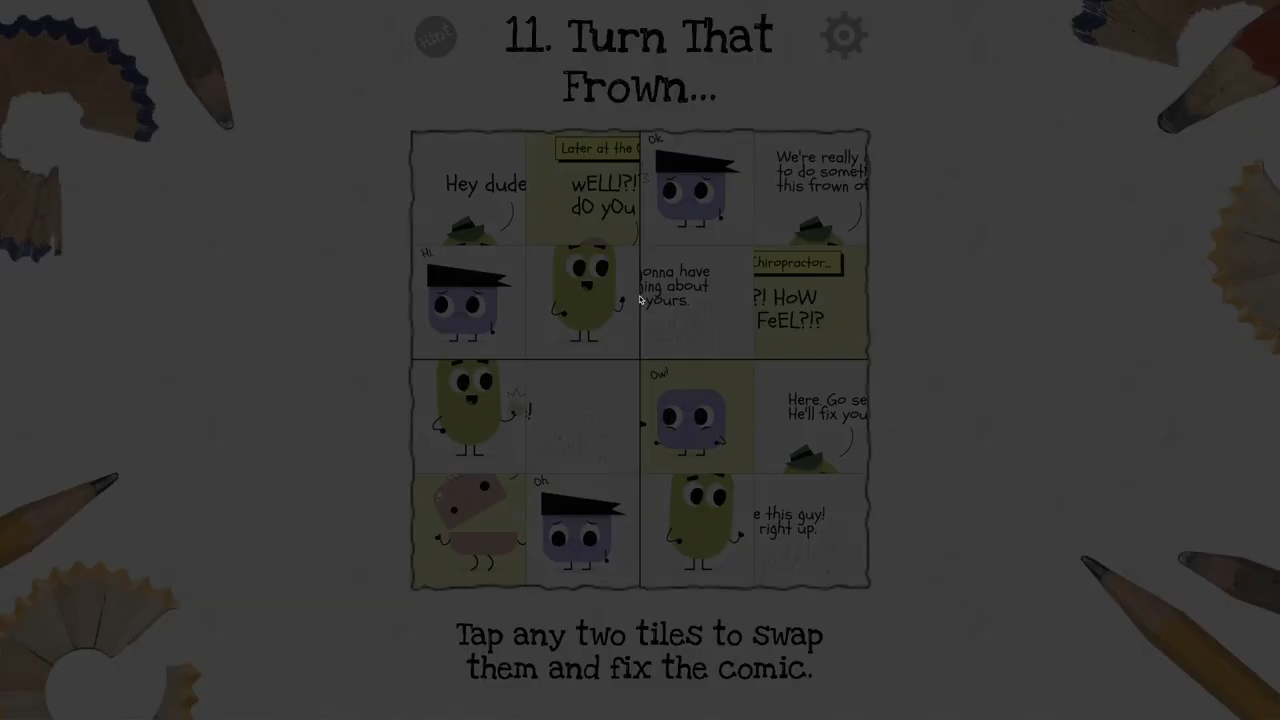 Hint
11. Turn That
Frown...
Hey dude
Later at the
wELL!?!
dO yOu
Ok.
We're really
to do somet
this frown of
Hi.
onna have
ing about
yours.
Chiropractor...
?! HoW
FeEL?!?
!
Ow!
Here. Go se
He'll fix you
Oh.
e this guy!
right up.
Tap any two tiles to swap
them and fix the comic.